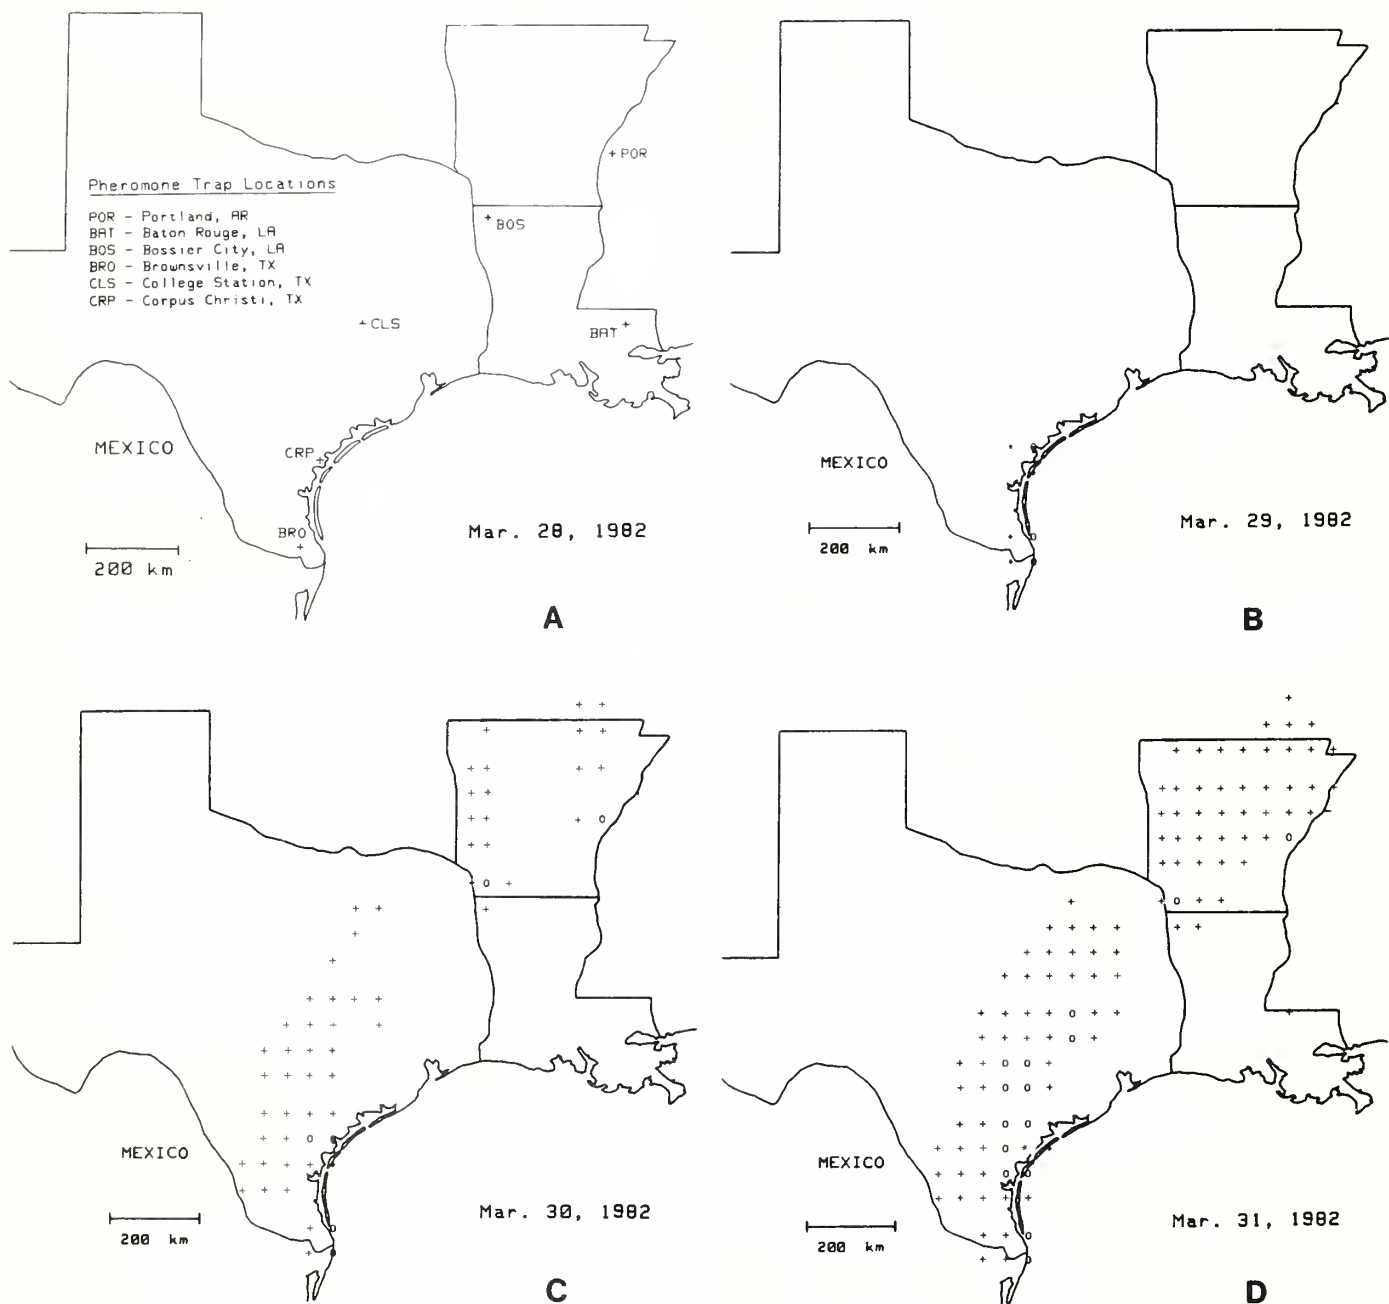 Pheromone Trap Locations
POR - Portland, AR
BAT - Baton Rouge, LA
BOS - Bossier City, LA
BRO - Brownsville, TX
CLS - College Station, TX
CRP - Corpus Christi, TX
+ POR
+ BOS
+ CLS
BAT +
MEXICO
CRP +
BRO +
200 km
Mar. 28, 1982
A
MEXICO
200 km
Mar. 29, 1982
B
MEXICO
200 km
Mar. 30, 1982
C
MEXICO
200 km
Mar. 31, 1982
D